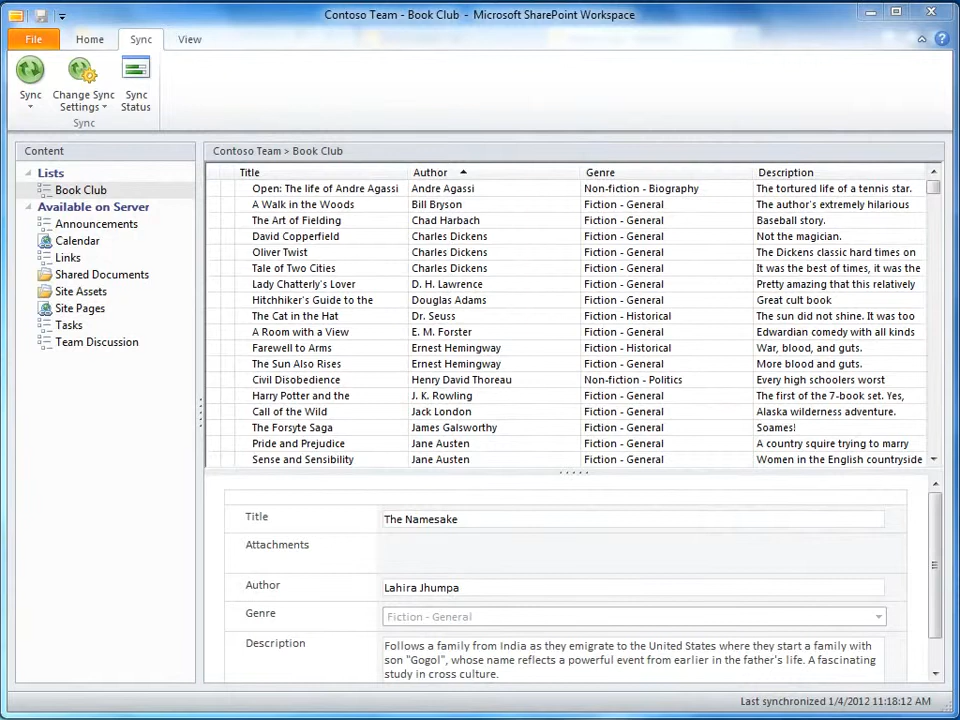 Contoso Team - Book Club - Microsoft SharePoint Workspace
File Home Sync View
Sync Change Sync Settings Sync Status
Sync
Content
Lists
Book Club
Available on Server
Announcements
Calendar
Links
Shared Documents
Site Assets
Site Pages
Tasks
Team Discussion
Contoso Team > Book Club
Title Author Genre Description
Open: The life of Andre Agassi Andre Agassi Non-fiction - Biography The tortured life of a tennis star.
A Walk in the Woods Bill Bryson Fiction - General The author's extremely hilarious
The Art of Fielding Chad Harbach Fiction - General Baseball story.
David Copperfield Charles Dickens Fiction - General Not the magician.
Oliver Twist Charles Dickens Fiction - General The Dickens classic hard times on
Tale of Two Cities Charles Dickens Fiction - General It was the best of times, it was the
Lady Chatterly's Lover D. H. Lawrence Fiction - General Pretty amazing that this relatively
Hitchhiker's Guide to the Douglas Adams Fiction - General Great cult book
The Cat in the Hat Dr. Seuss Fiction - Historical The sun did not shine. It was too
A Room with a View E. M. Forster Fiction - General Edwardian comedy with all kinds
Farewell to Arms Ernest Hemingway Fiction - Historical War, blood, and guts.
The Sun Also Rises Ernest Hemingway Fiction - General More blood and guts.
Civil Disobedience Henry David Thoreau Non-fiction - Politics Every high schoolers worst
Harry Potter and the J. K. Rowling Fiction - General The first of the 7-book set. Yes,
Call of the Wild Jack London Fiction - General Alaska wilderness adventure.
The Forsyte Saga James Galsworthy Fiction - General Soames!
Pride and Prejudice Jane Austen Fiction - General A country squire trying to marry
Sense and Sensibility Jane Austen Fiction - General Women in the English countryside
Title The Namesake
Attachments
Author Lahira Jhumpa
Genre Fiction - General
Description Follows a family from India as they emigrate to the United States where they start a family with
son "Gogol", whose name reflects a powerful event from earlier in the father's life. A fascinating
study in cross culture.
Last synchronized 1/4/2012 11:18:12 AM